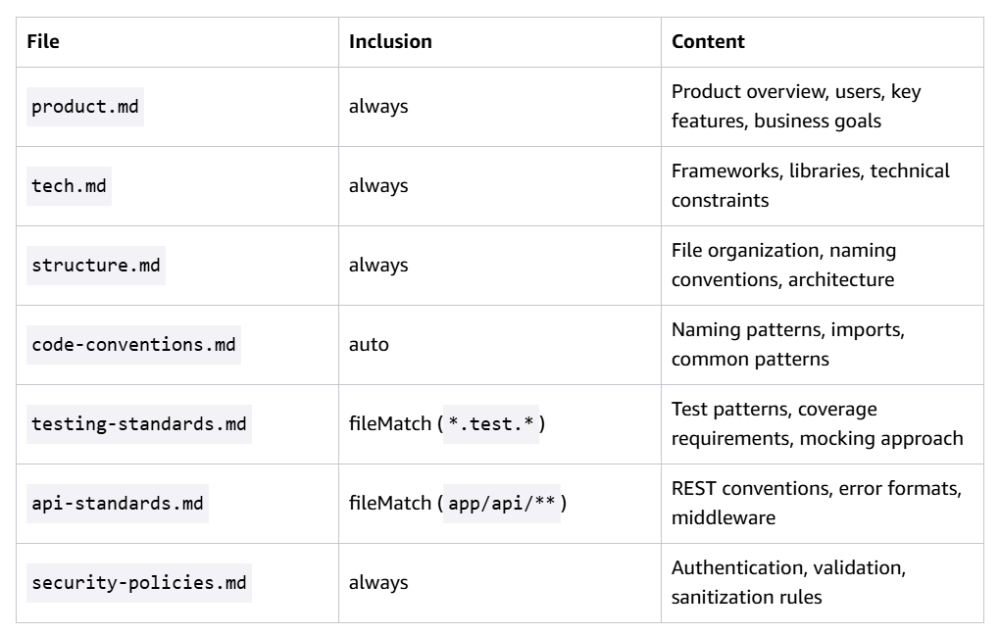 File Inclusion Content
product.md always Product overview, users, key
features, business goals
tech.md always Frameworks, libraries, technical
constraints
structure.md always File organization, naming
conventions, architecture
code-conventions.md auto Naming patterns, imports,
common patterns
testing-standards.md fileMatch (*.test.*) Test patterns, coverage
requirements, mocking approach
api-standards.md fileMatch (app/api/**) REST conventions, error formats,
middleware
security-policies.md always Authentication, validation,
sanitization rules